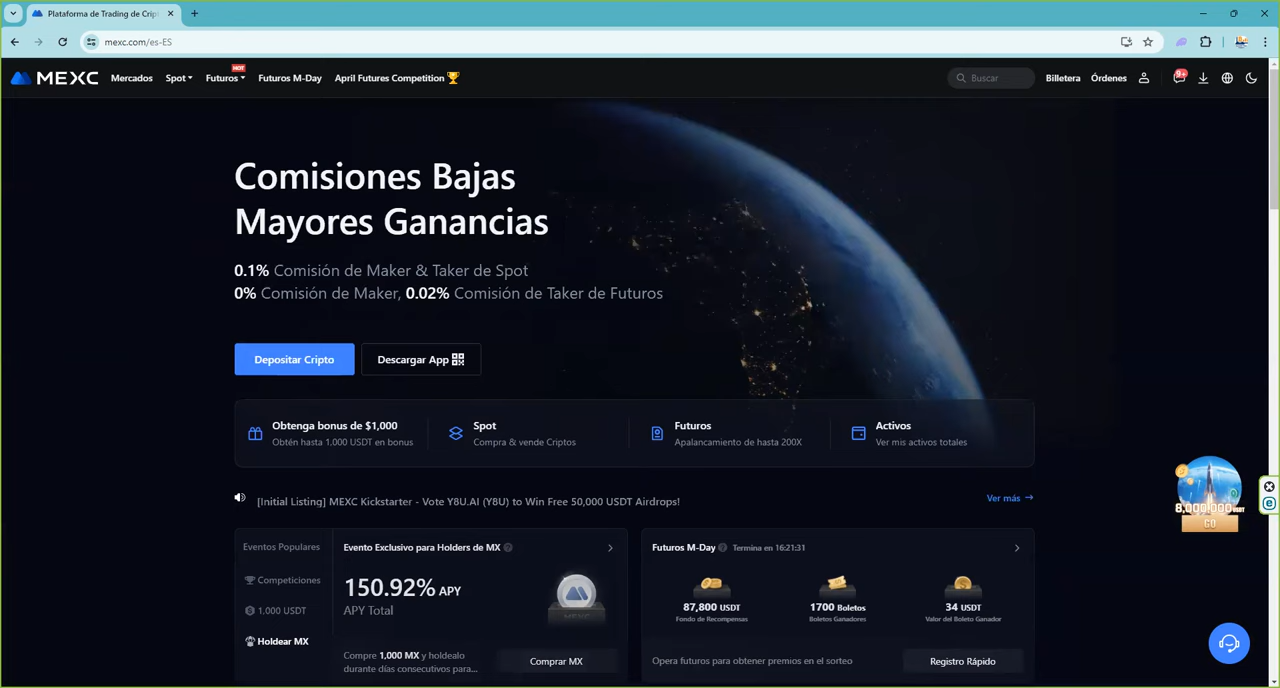 Plataforma de Trading de Crip
mexc.com/es-ES
MEXC
Mercados
Spot
HOT
Futuros
Futuros M-Day
April Futures Competition
Buscar
Billetera
Órdenes
9+
Comisiones Bajas
Mayores Ganancias
0.1% Comisión de Maker & Taker de Spot
0% Comisión de Maker, 0.02% Comisión de Taker de Futuros
Depositar Cripto
Descargar App
Obtenga bonus de $1,000
Obtén hasta 1.000 USDT en bonus
Spot
Compra & vende Criptos
Futuros
Apalancamiento de hasta 200X
Activos
Ver mis activos totales
[Initial Listing] MEXC Kickstarter - Vote Y8U.AI (Y8U) to Win Free 50,000 USDT Airdrops!
Ver más
8,000,000 USDT
GO
Eventos Populares
Competiciones
1,000 USDT
Holdear MX
Evento Exclusivo para Holders de MX
150.92% APY
APY Total
MEXC
Compre 1,000 MX y holdealo
durante días consecutivos para...
Comprar MX
Futuros M-Day
Termina en 16:21:31
87,800 USDT
Fondo de Recompensas
1700 Boletos
Boletos Ganadores
34 USDT
Valor del Boleto Ganador
Opera futuros para obtener premios en el sorteo
Registro Rápido